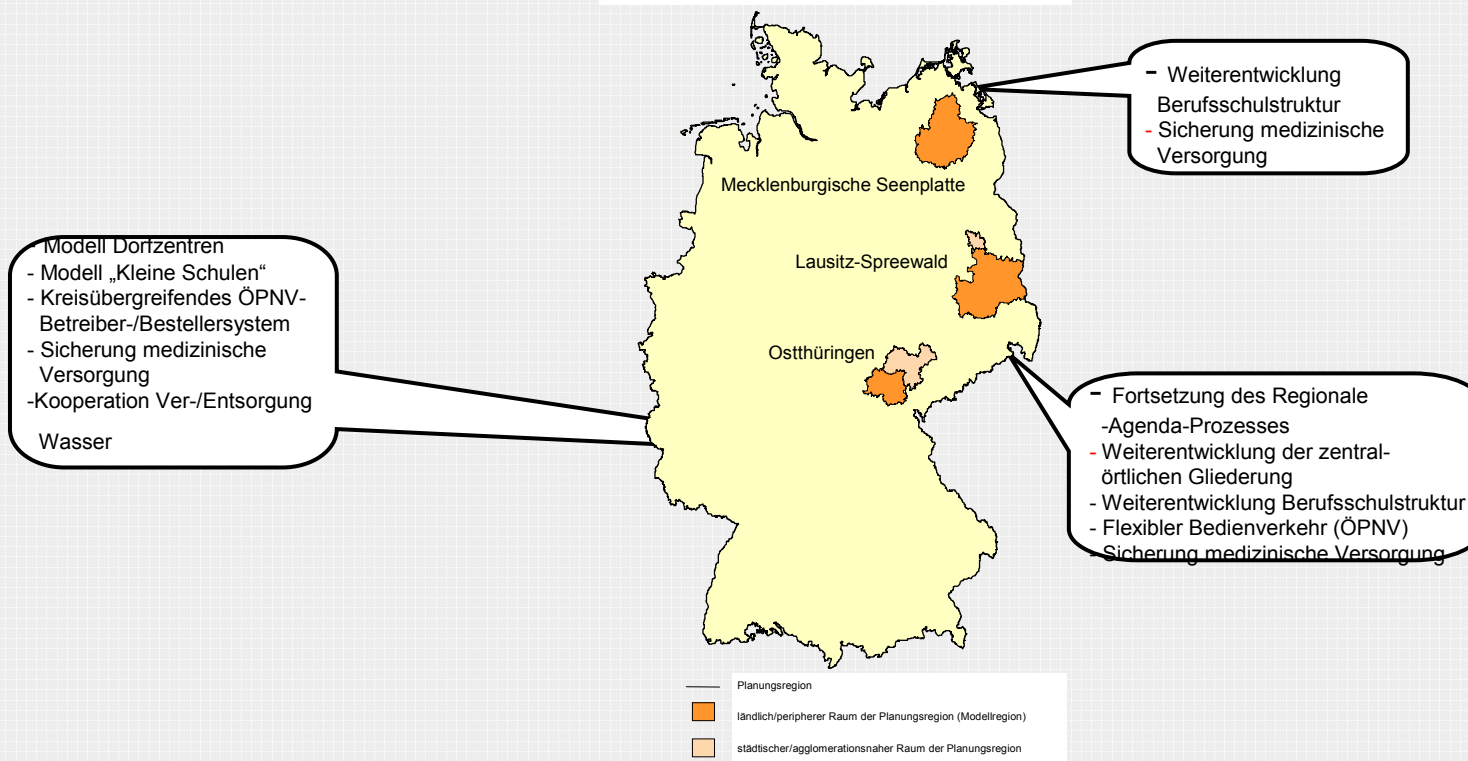 - Weiterentwicklung
Berufsschulstruktur
- Sicherung medizinische
Versorgung
Mecklenburgische Seenplatte
Lausitz-Spreewald
Ostthüringen
- Modell Dorfzentren
- Modell „Kleine Schulen“
- Kreisübergreifendes ÖPNV-
Betreiber-/Bestellersystem
- Sicherung medizinische
Versorgung
-Kooperation Ver-/Entsorgung
Wasser
- Fortsetzung des Regionale
-Agenda-Prozesses
- Weiterentwicklung der zentral-
örtlichen Gliederung
- Weiterentwicklung Berufsschulstruktur
- Flexibler Bedienverkehr (ÖPNV)
- Sicherung medizinische Versorgung
Planungsregion
ländlich/peripherer Raum der Planungsregion (Modellregion)
städtischer/agglomerationsnaher Raum der Planungsregion